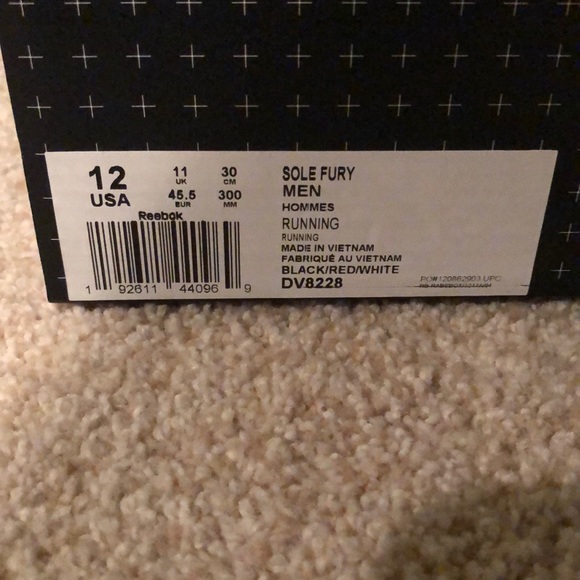 12 USA
11 UK
30 CM
45.5 EUR
300 MM
Reebok
1 92611 44096 9
SOLE FURY
MEN
HOMMES
RUNNING
RUNNING
MADE IN VIETNAM
FABRIQUÉ AU VIETNAM
BLACK/RED/WHITE
DV8228
UPC